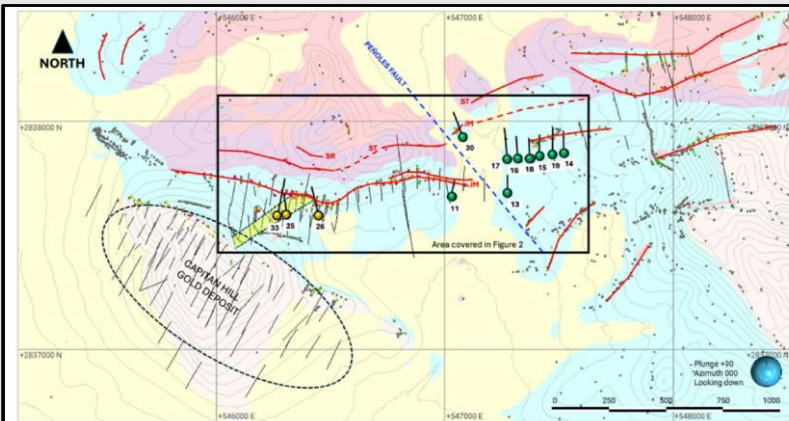 +546000 E
+547000 E
+548000 E
NORTH
PEÑOLES FAULT
+2838000 N
ST
JM
20
SR
ST
17
16
18
15
19
14
JM
11
13
33
25
26
Area covered in Figure 2
CAPITAN HILL
GOLD DEPOSIT
+2837000 N
Plunge +90
Azimuth 000
Looking down
0
250
500
750
1000
+546000 E
+547000 E
+548000 E